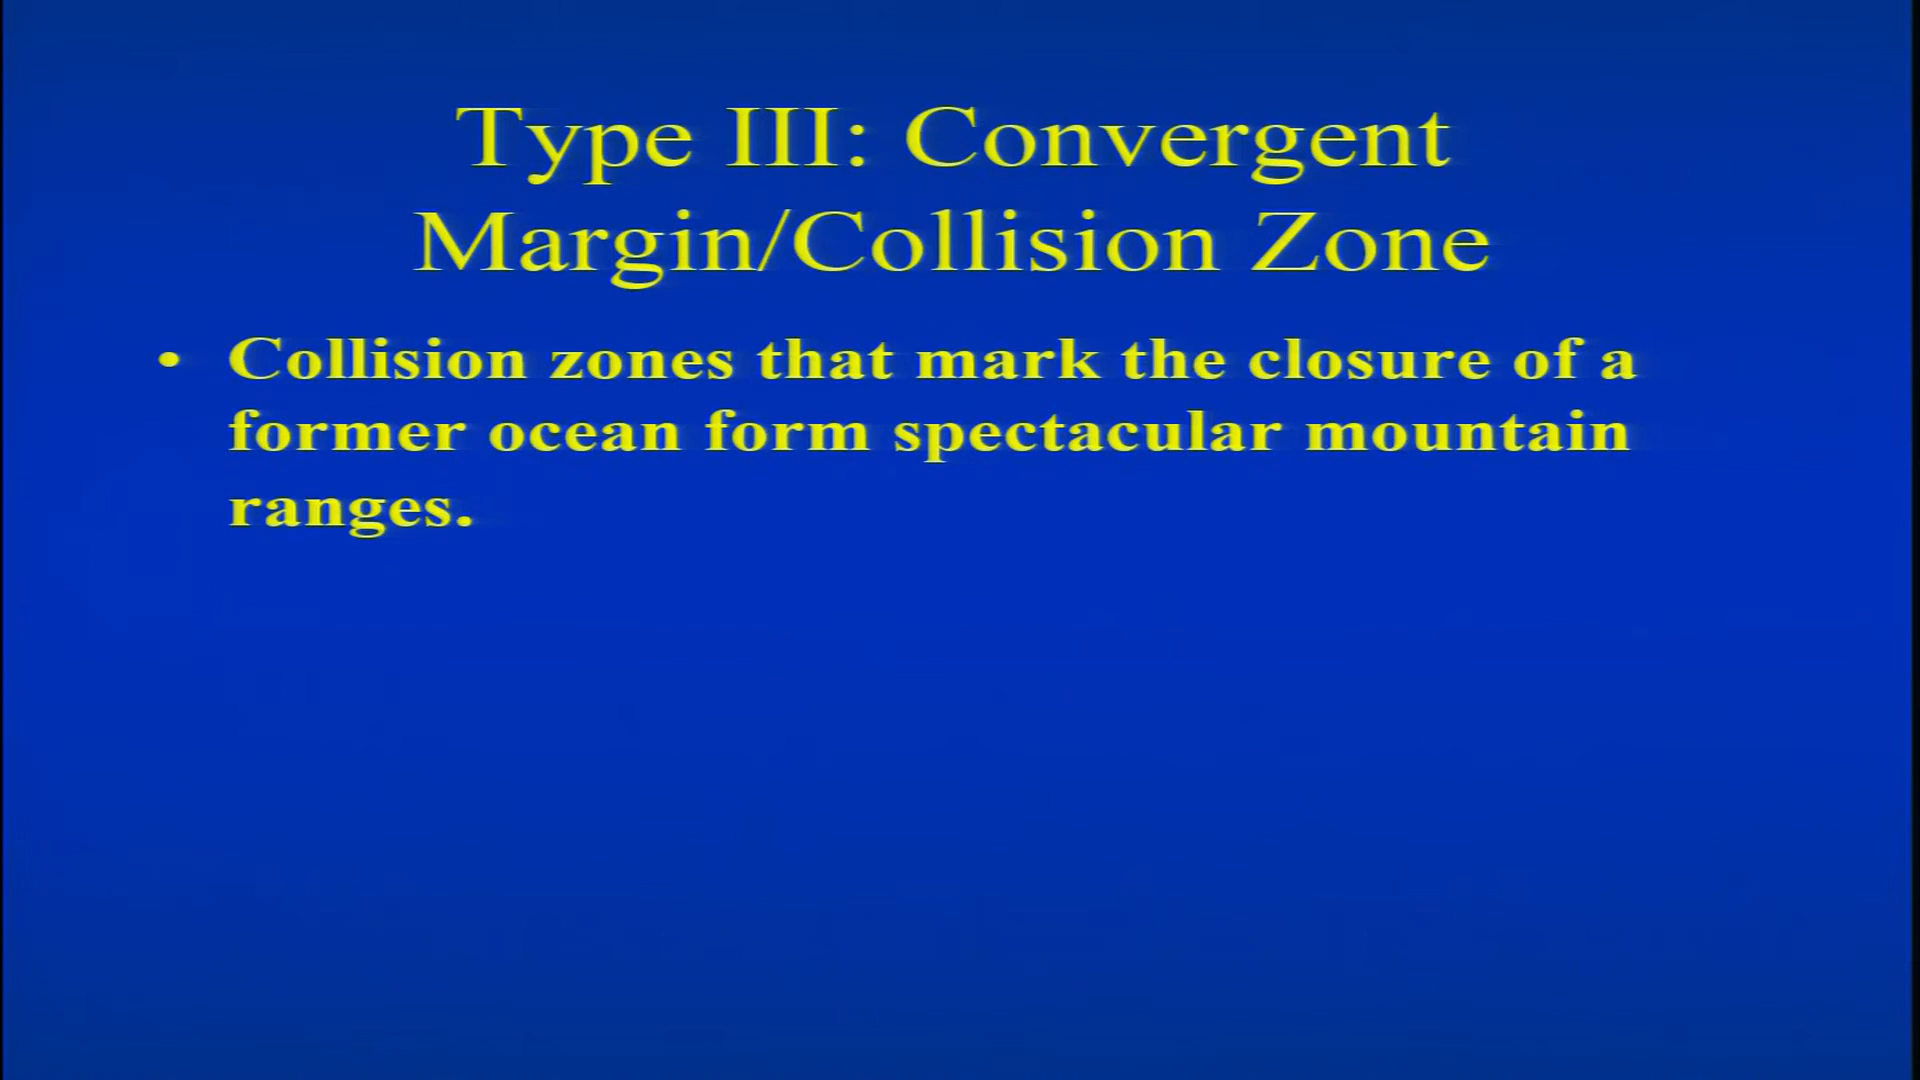 Type III: Convergent
Margin/Collision Zone
• Collision zones that mark the closure of a
former ocean form spectacular mountain
ranges.